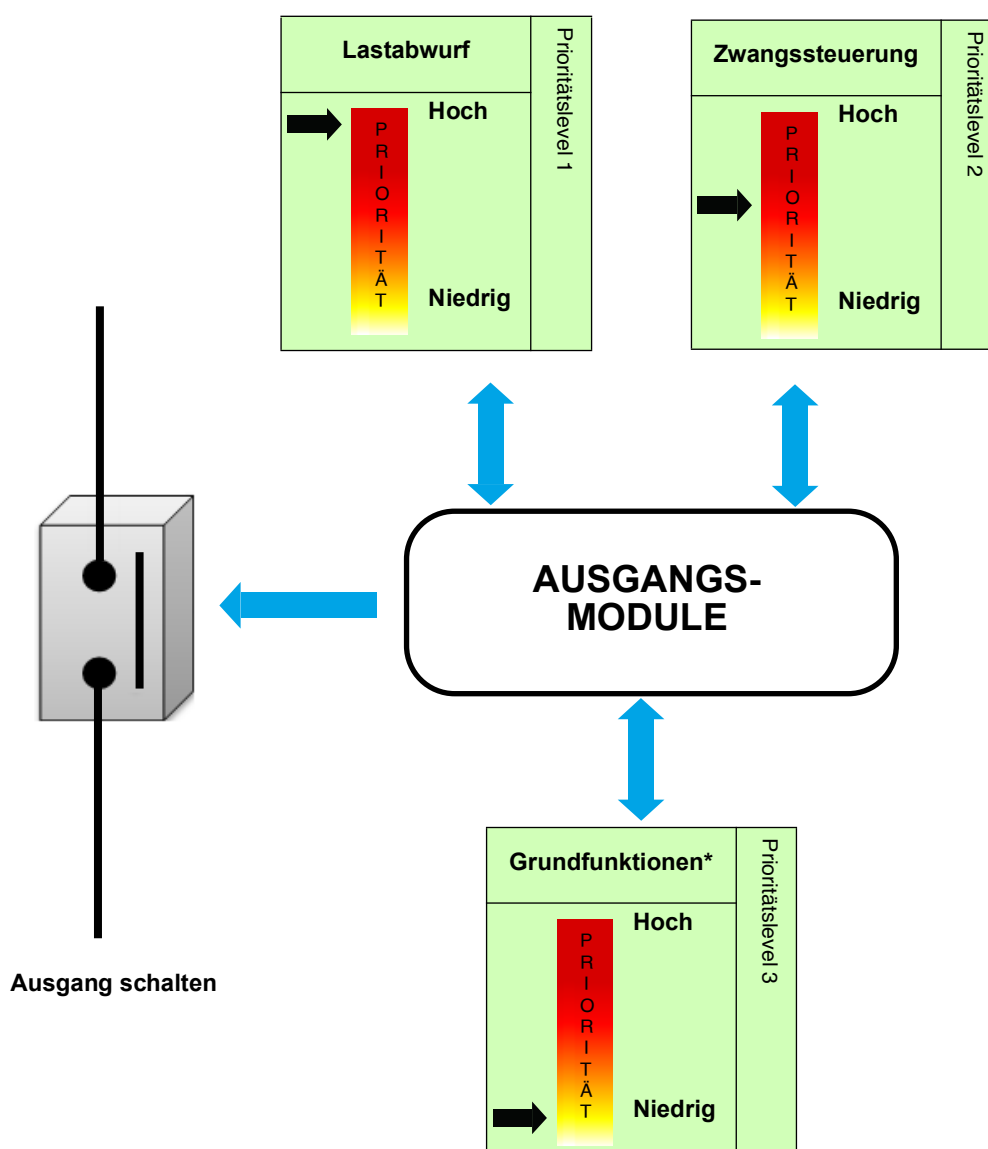 Lastabwurf
Prioritätslevel 1
Hoch
PRIORITÄT
Niedrig
Zwangssteuerung
Prioritätslevel 2
Hoch
PRIORITÄT
Niedrig
AUSGANGS-
MODULE
Ausgang schalten
Grundfunktionen*
Prioritätslevel 3
Hoch
PRIORITÄT
Niedrig